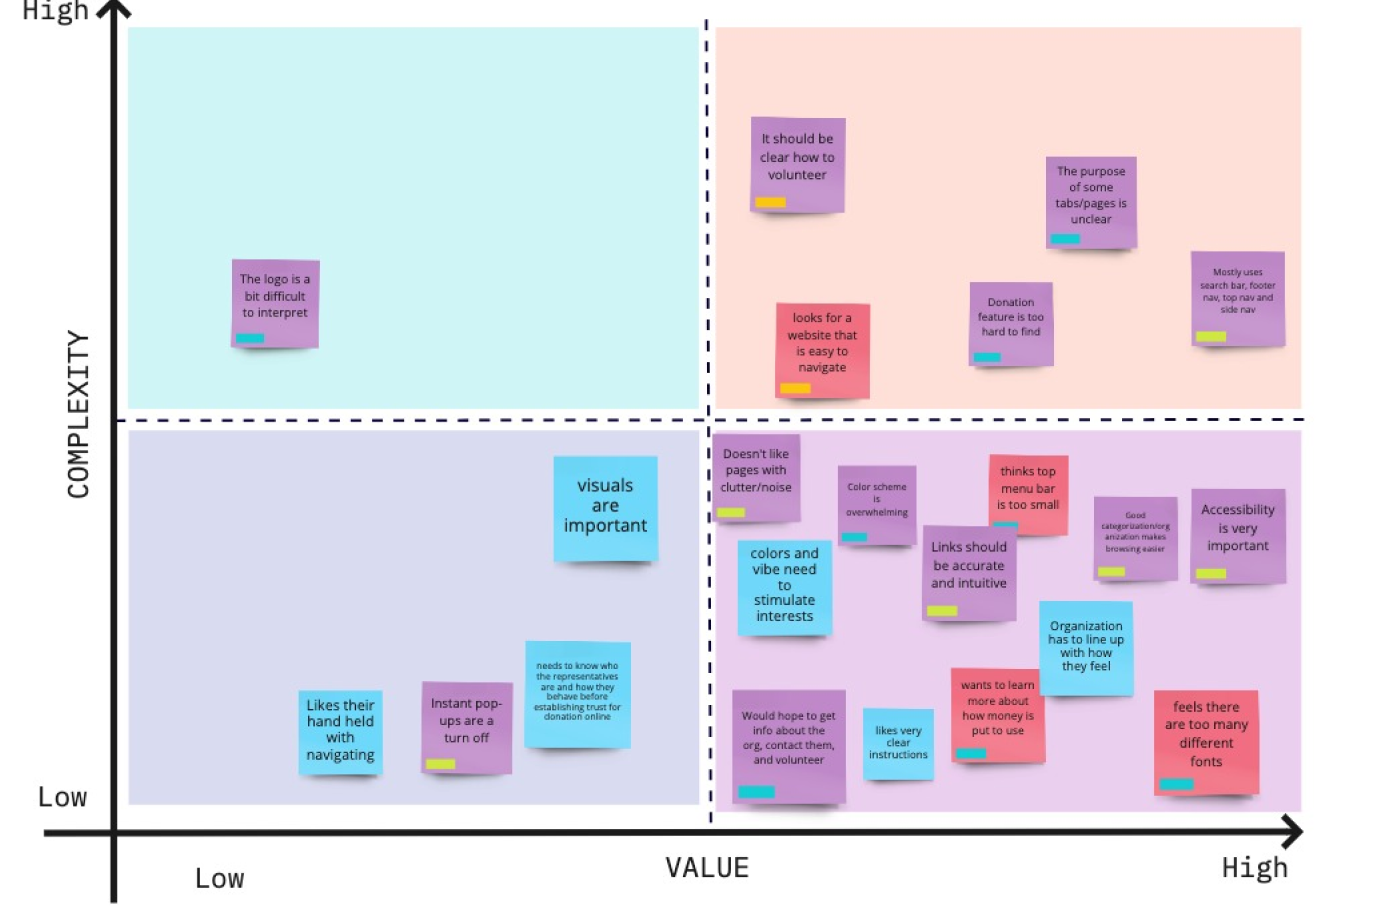 High
It should be
clear how to
volunteer
The purpose
of some
tabs/pages is
unclear
The logo is a
bit difficult
to interpret
Mostly uses
search bar, footer
nav, top nav and
side nav
Donation
feature is too
hard to find
looks for a
website that
is easy to
navigate
COMPLEXITY
visuals
are
important
Doesn't like
pages with
clutter/noise
Color scheme
is
overwhelming
thinks top
menu bar
is too small
Good
categorization/org
anization makes
browsing easier
Accessibility
is very
important
colors and
vibe need
to
stimulate
interests
Links should
be accurate
and intuitive
Organization
has to line up
with how
they feel
needs to know who
the representatives
are and how they
behave before
establishing trust for
donation online
Likes their
hand held
with
navigating
Instant pop-
ups are a
turn off
Would hope to get
info about the
org, contact them,
and volunteer
likes very
clear
instructions
wants to learn
more about
how money is
put to use
feels there
are too many
different
fonts
Low
Low
VALUE
High